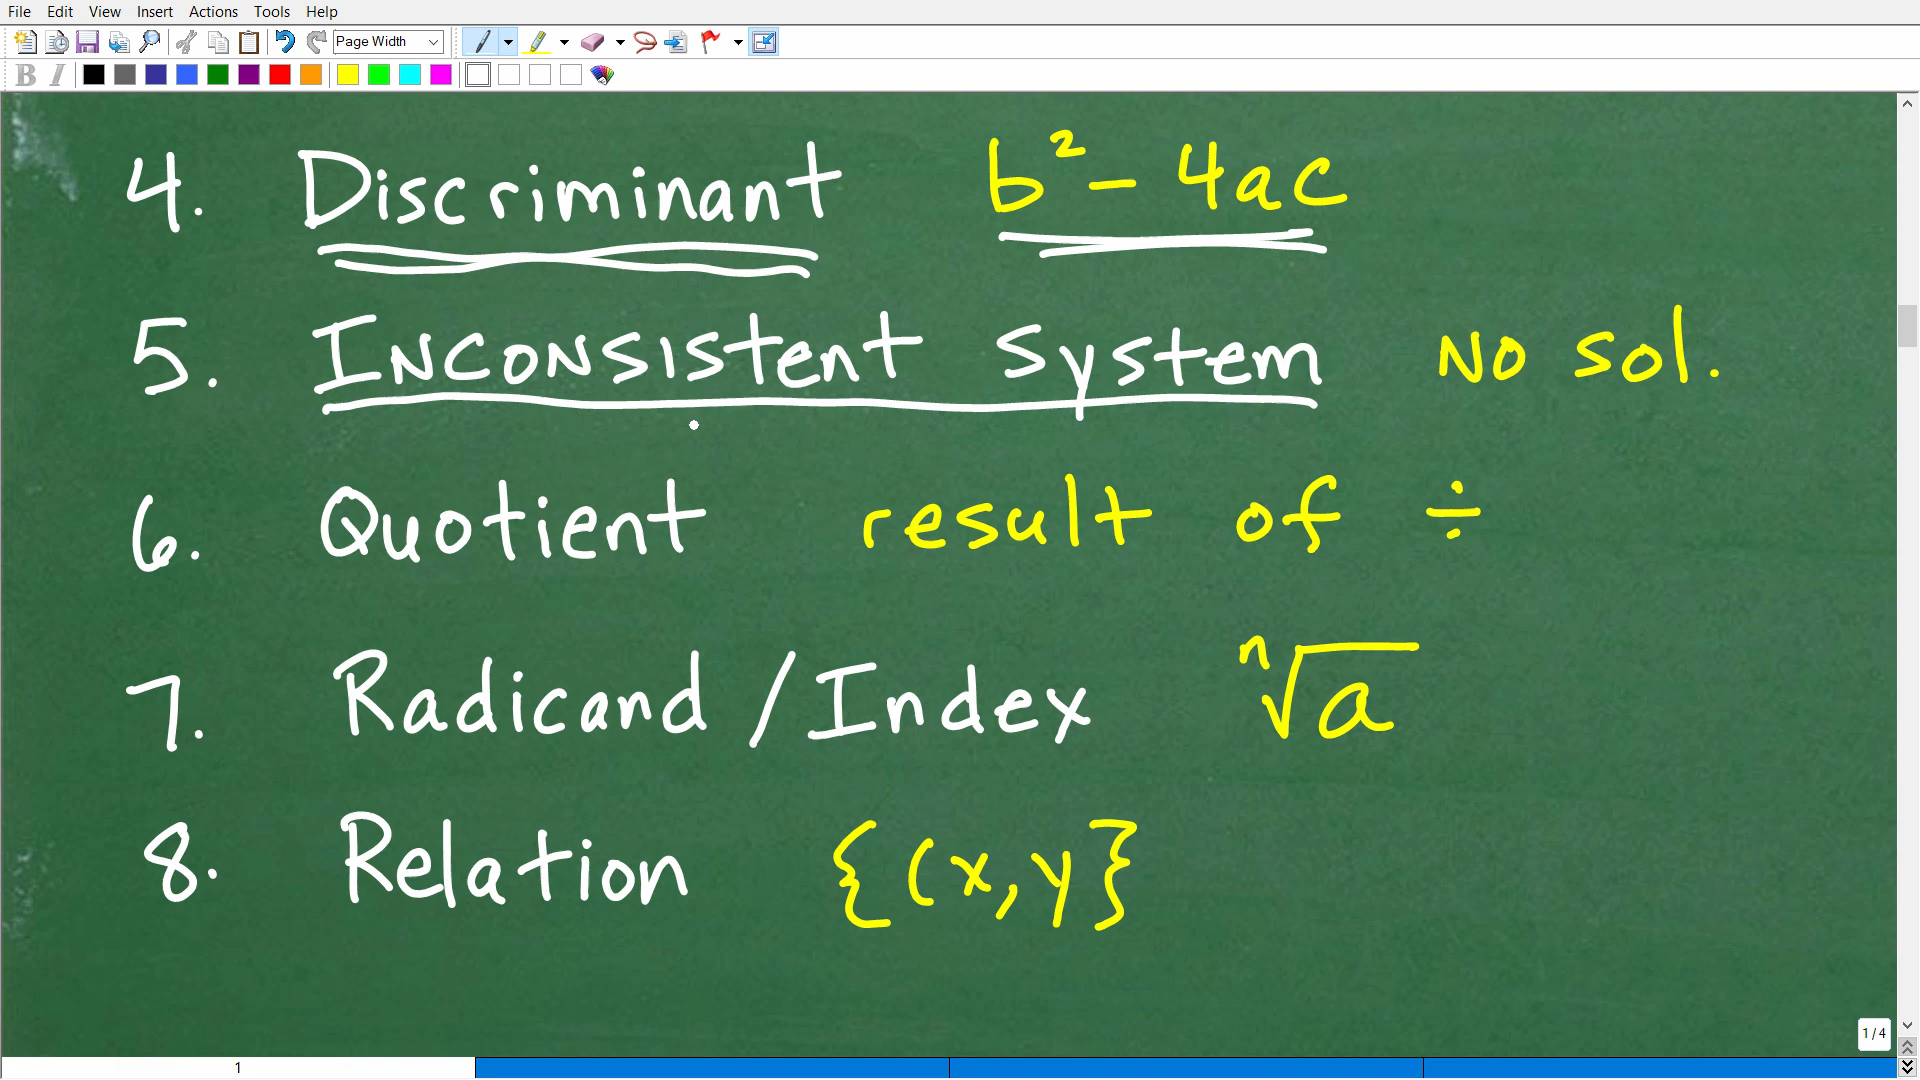 File Edit View Insert Actions Tools Help
Page Width
B I
4. Discriminant b² - 4ac
5. Inconsistent System No sol.
6. Quotient result of ÷
7. Radicand / Index ⁿ√a
8. Relation {(x,y}
1 / 4
1